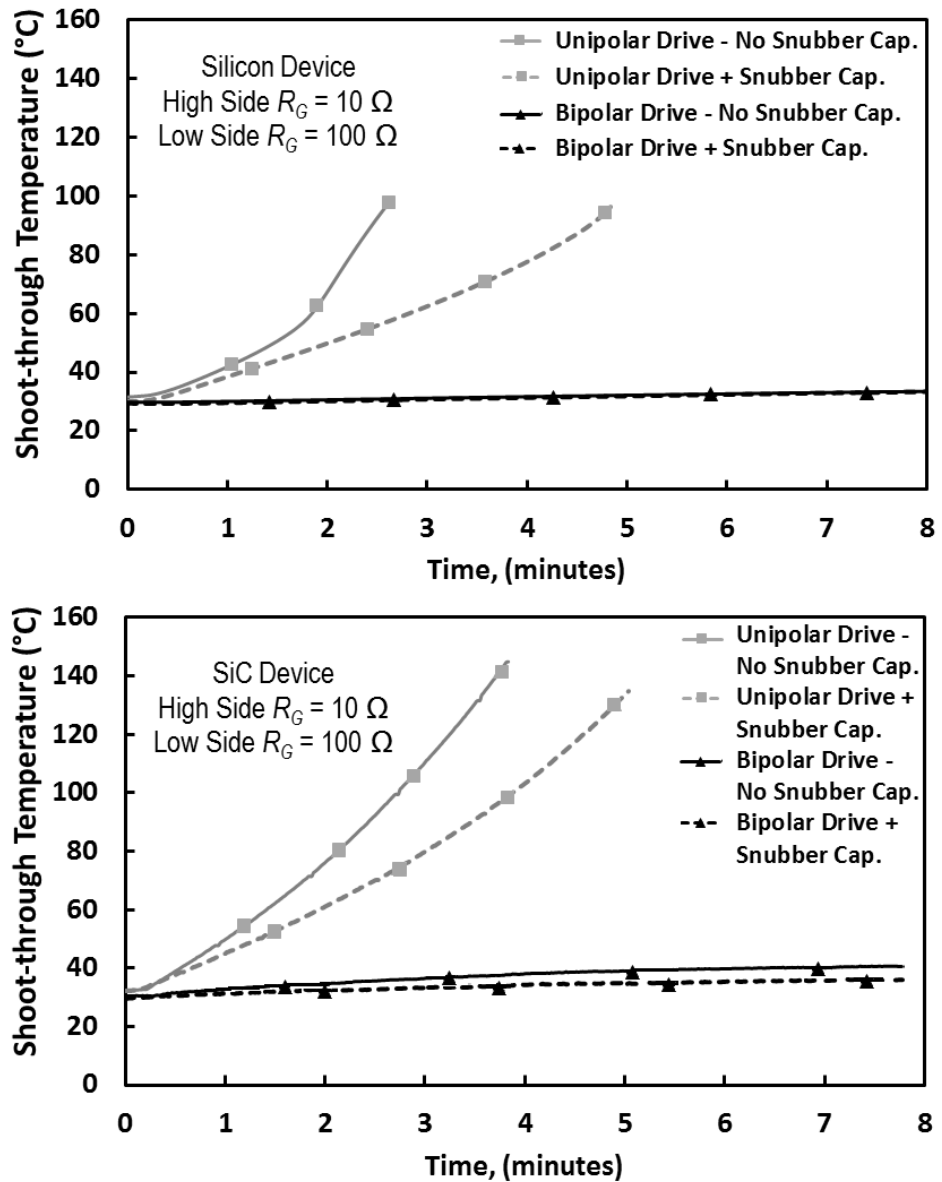 160
140
120
100
80
60
40
20
0
Shoot-through Temperature (°C)
Silicon Device
High Side R_G = 10 Ω
Low Side R_G = 100 Ω
Unipolar Drive - No Snubber Cap.
Unipolar Drive + Snubber Cap.
Bipolar Drive - No Snubber Cap.
Bipolar Drive + Snubber Cap.
0 1 2 3 4 5 6 7 8
Time, (minutes)
160
140
120
100
80
60
40
20
0
Shoot-through Temperature (°C)
SiC Device
High Side R_G = 10 Ω
Low Side R_G = 100 Ω
Unipolar Drive -
No Snubber Cap.
Unipolar Drive +
Snubber Cap.
Bipolar Drive -
No Snubber Cap.
Bipolar Drive +
Snubber Cap.
0 1 2 3 4 5 6 7 8
Time, (minutes)